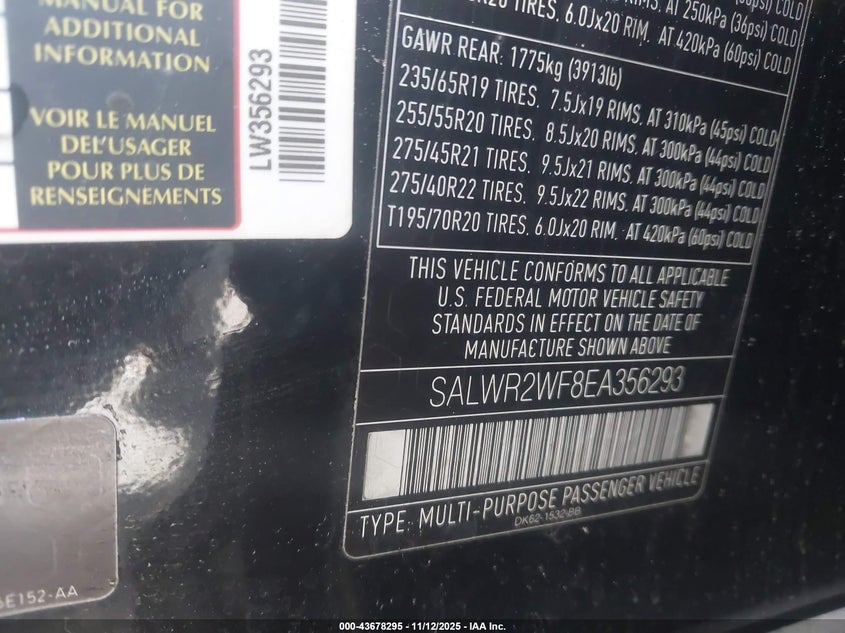 MANUAL FOR
ADDITIONAL
INFORMATION
VOIR LE MANUEL
DEL'USAGER
POUR PLUS DE
RENSEIGNEMENTS
LW356293
RIMS, AT 250kPa (36psi) COLD
TIRES, 6.0Jx20 RIM, AT 420kPa (60psi) COLD
GAWR REAR: 1775kg (3913lb)
235/65R19 TIRES, 7.5Jx19 RIMS, AT 310kPa (45psi) COLD
255/55R20 TIRES, 8.5Jx20 RIMS, AT 300kPa (44psi) COLD
275/45R21 TIRES, 9.5Jx21 RIMS, AT 300kPa (44psi) COLD
275/40R22 TIRES, 9.5Jx22 RIMS, AT 300kPa (44psi) COLD
T195/70R20 TIRES, 6.0Jx20 RIM, AT 420kPa (60psi) COLD
THIS VEHICLE CONFORMS TO ALL APPLICABLE
U.S. FEDERAL MOTOR VEHICLE SAFETY
STANDARDS IN EFFECT ON THE DATE OF
MANUFACTURE SHOWN ABOVE
SALWR2WF8EA356293
TYPE: MULTI-PURPOSE PASSENGER VEHICLE
DK62-1532-BB
E152-AA
000-43678295 - 11/12/2025 - IAA Inc.